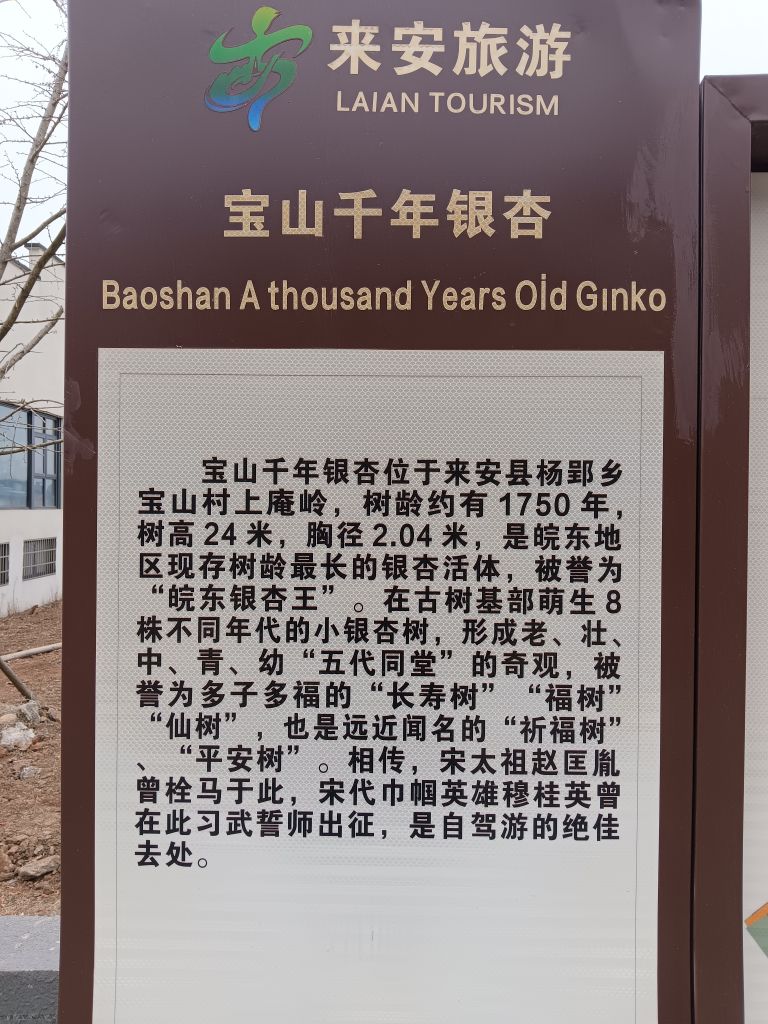 来安旅游
LAIAN TOURISM
宝山千年银杏
Baoshan A thousand Years Old Ginko
宝山千年银杏位于来安县杨郢乡
宝山村上庵岭，树龄约有1750年，
树高24米，胸径2.04米，是皖东地
区现存树龄最长的银杏活体，被誉为
“皖东银杏王”。在古树基部萌生8
株不同年代的小银杏树，形成老、壮、
中、青、幼“五代同堂”的奇观，被
誉为多子多福的“长寿树”“福树”
“仙树”，也是远近闻名的“祈福树”
、“平安树”。相传，宋太祖赵匡胤
曾栓马于此，宋代巾帼英雄穆桂英曾
在此习武誓师出征，是自驾游的绝佳
去处。